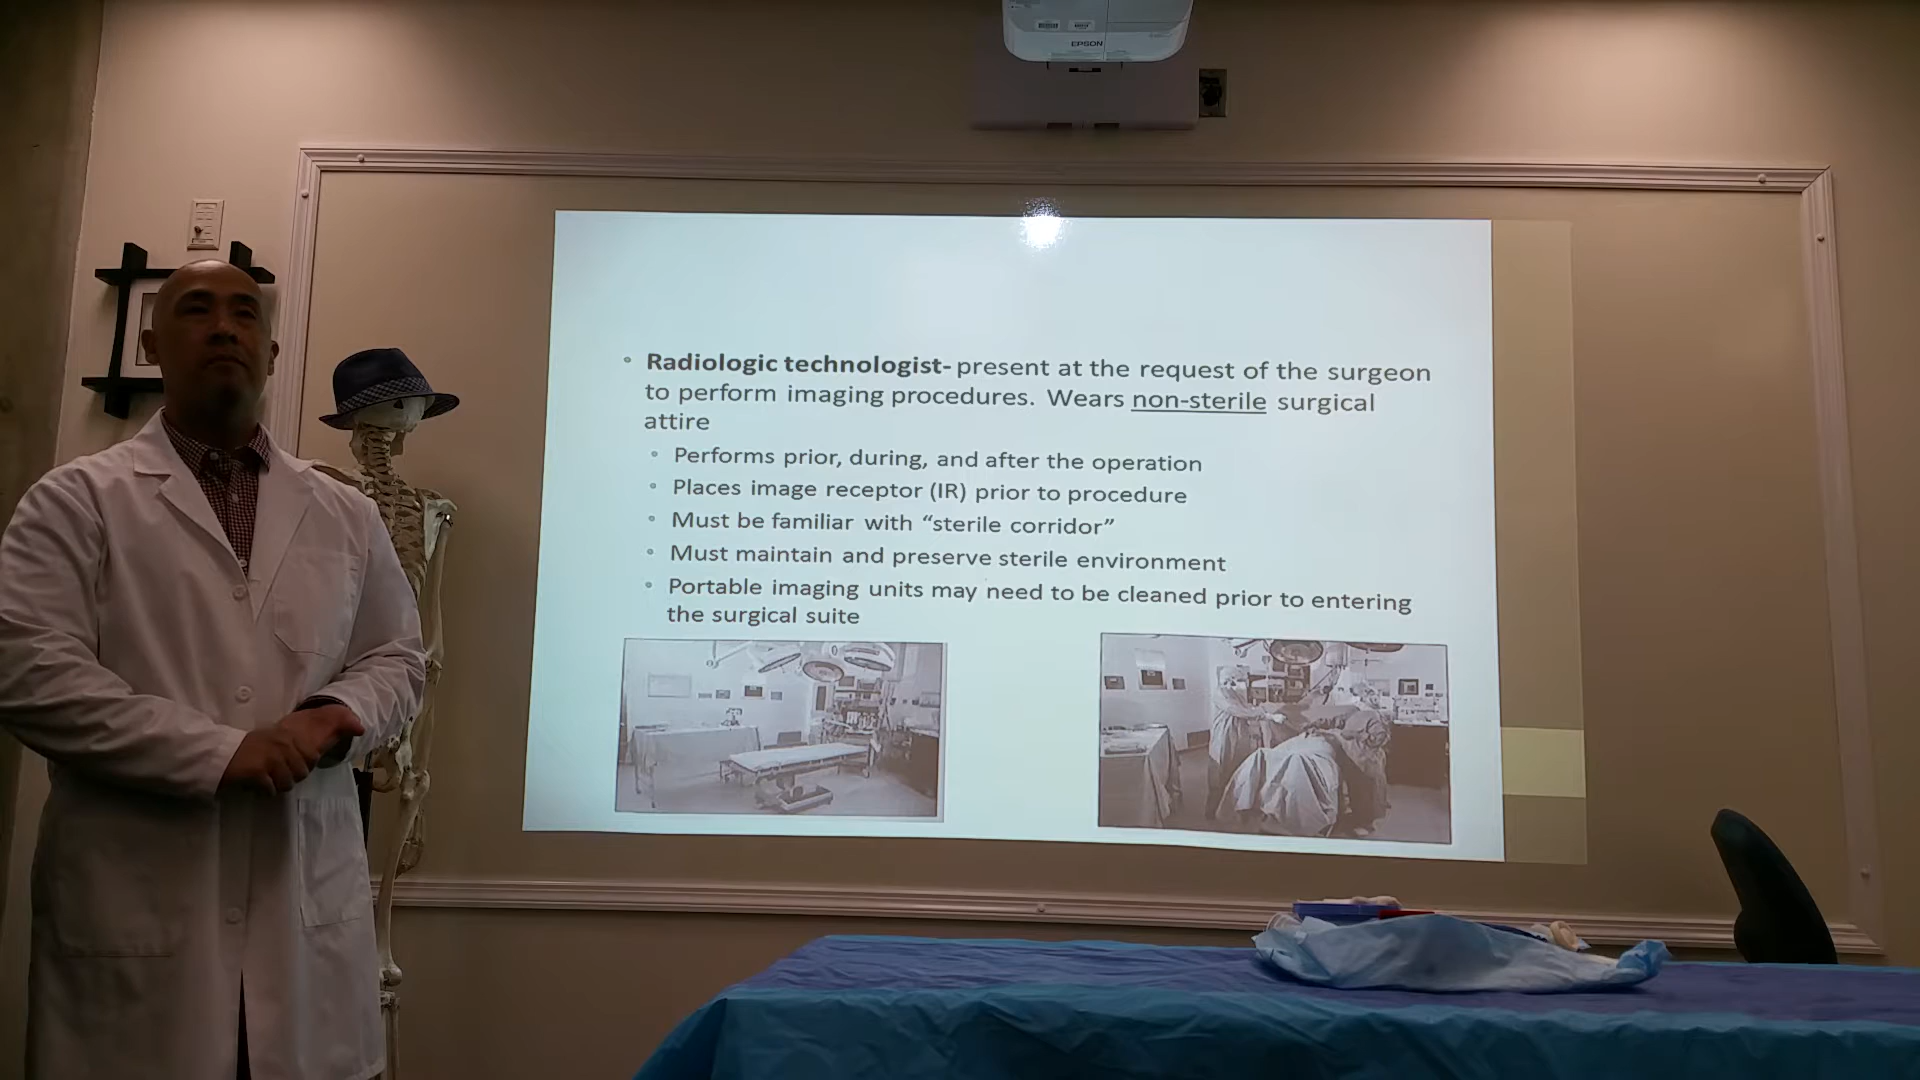 EPSON
Radiologic technologist- present at the request of the surgeon
to perform imaging procedures. Wears non-sterile surgical
attire
Performs prior, during, and after the operation
Places image receptor (IR) prior to procedure
Must be familiar with “sterile corridor”
Must maintain and preserve sterile environment
Portable imaging units may need to be cleaned prior to entering
the surgical suite